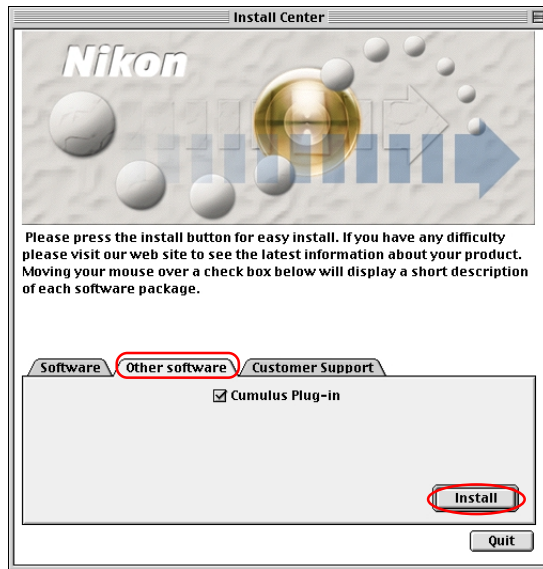 Install Center
Nikon
Please press the install button for easy install. If you have any difficulty
please visit our web site to see the latest information about your product.
Moving your mouse over a check box below will display a short description
of each software package.
Software Other software Customer Support
Cumulus Plug-in
Install
Quit